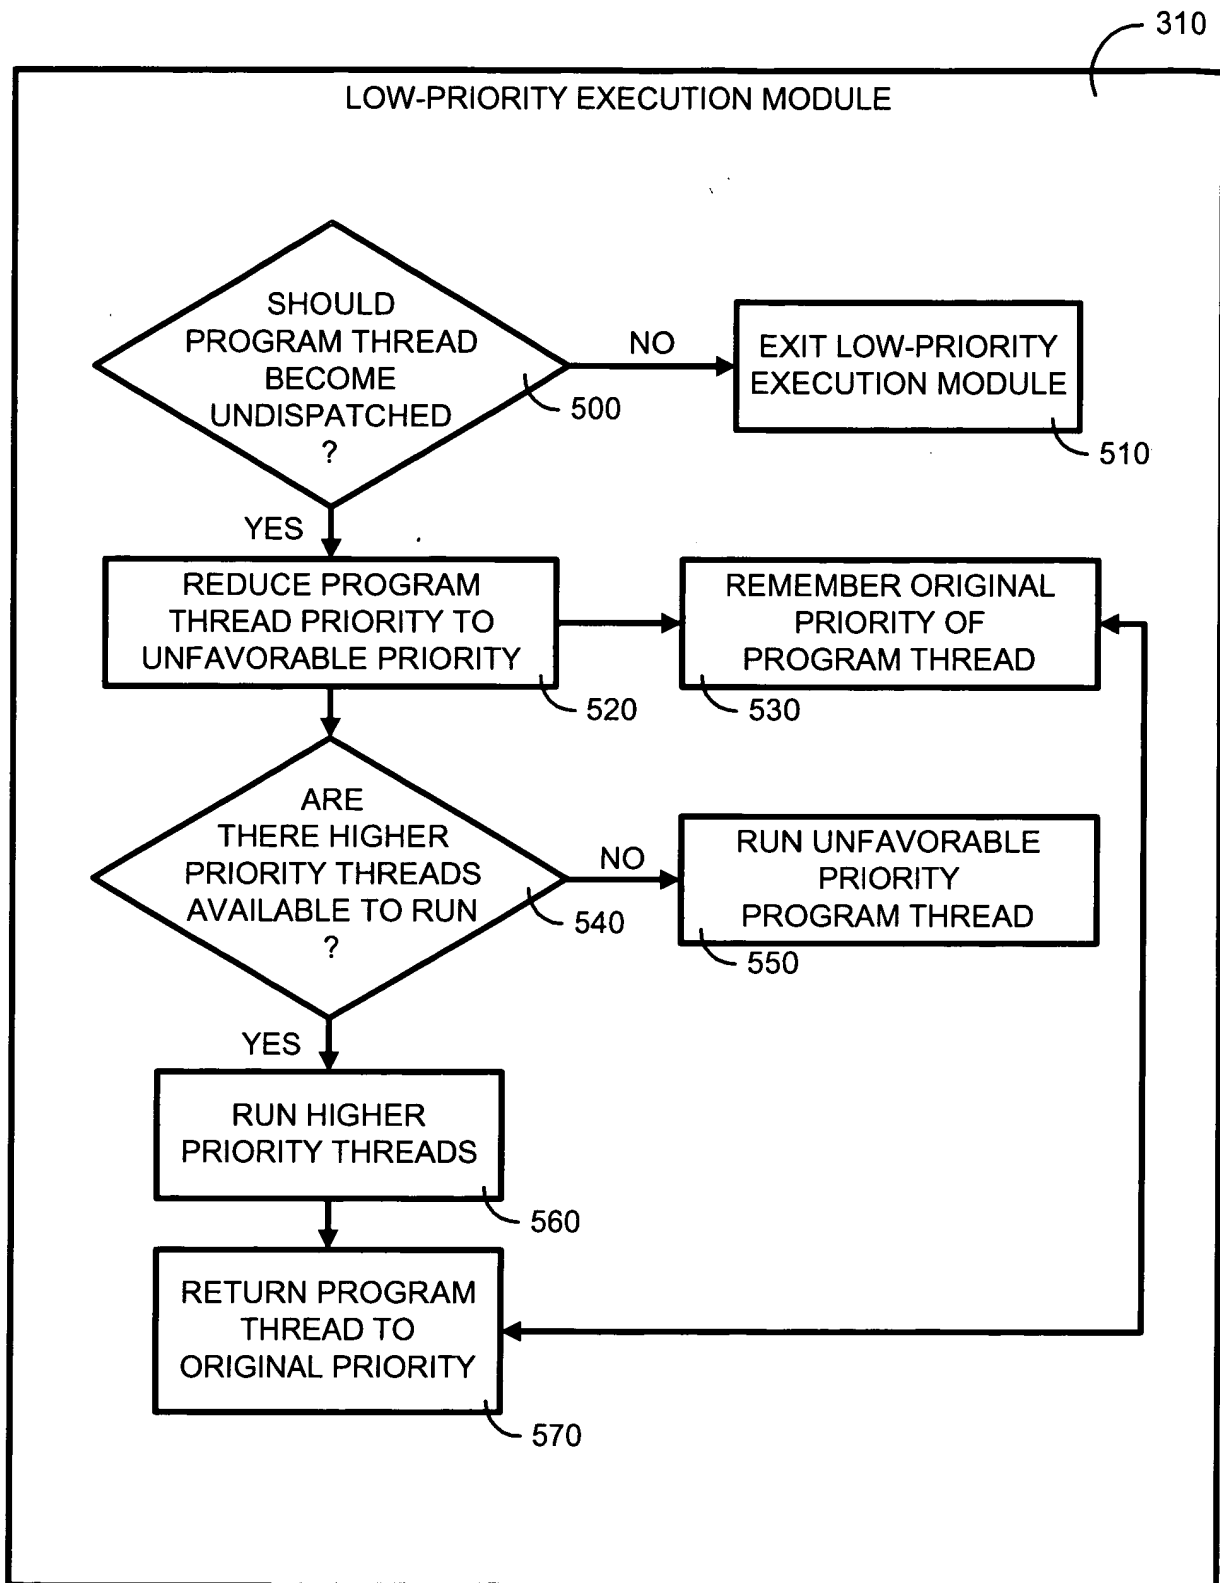 310
LOW-PRIORITY EXECUTION MODULE
SHOULD
PROGRAM THREAD
BECOME
UNDISPATCHED
?
500
NO
EXIT LOW-PRIORITY
EXECUTION MODULE
510
YES
REDUCE PROGRAM
THREAD PRIORITY TO
UNFAVORABLE PRIORITY
520
REMEMBER ORIGINAL
PRIORITY OF
PROGRAM THREAD
530
ARE
THERE HIGHER
PRIORITY THREADS
AVAILABLE TO RUN
?
540
NO
RUN UNFAVORABLE
PRIORITY
PROGRAM THREAD
550
YES
RUN HIGHER
PRIORITY THREADS
560
RETURN PROGRAM
THREAD TO
ORIGINAL PRIORITY
570